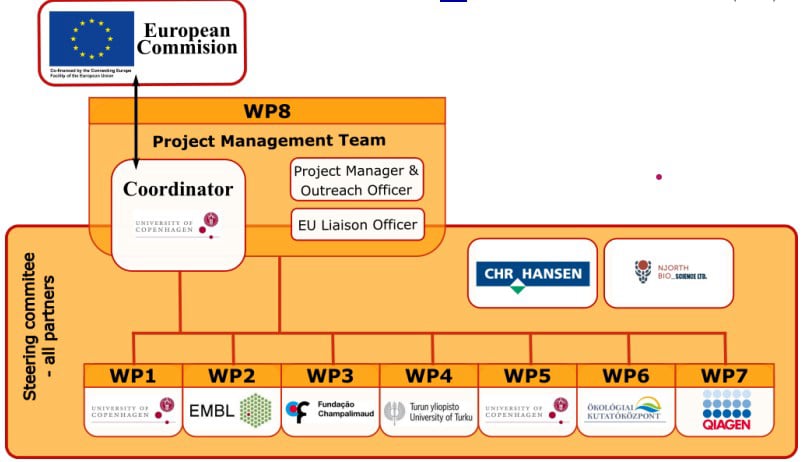 European
Commision
Co-financed by the Connecting Europe
Facility of the European Union
WP8
Project Management Team
Coordinator
UNIVERSITY OF
COPENHAGEN
Project Manager &
Outreach Officer
EU Liaison Officer
CHR HANSEN
NJORTH
BIO_SCIENCE LTD.
Steering commitee
- all partners
WP1
WP2
WP3
WP4
WP5
WP6
WP7
UNIVERSITY OF
COPENHAGEN
EMBL
Fundação
Champalimaud
Turun yliopisto
University of Turku
UNIVERSITY OF
COPENHAGEN
ÖKOLÓGIAI
KUTATÓKÖZPONT
QIAGEN